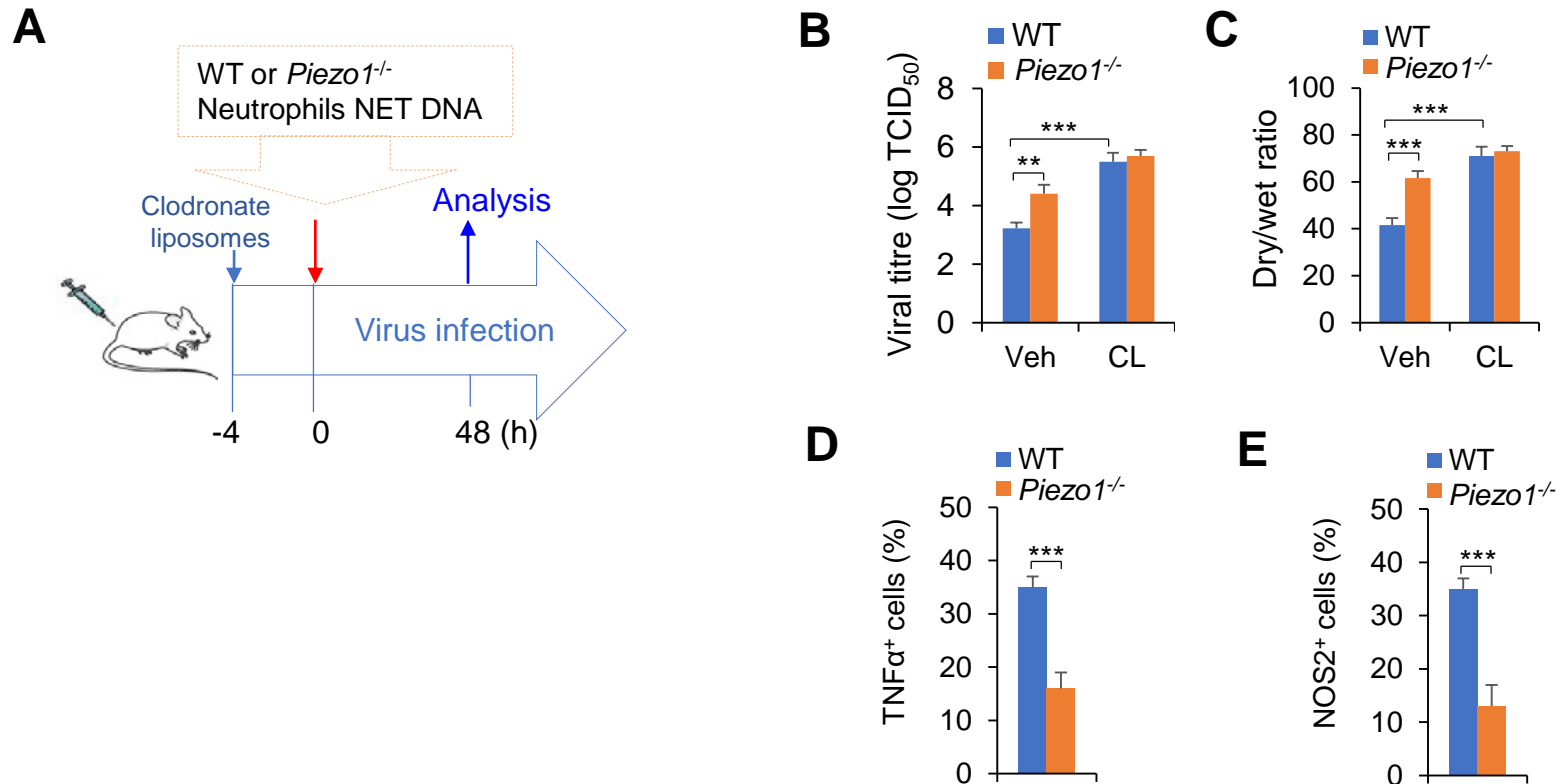 A
WT or Piezo1-/-
Neutrophils NET DNA
Clodronate
liposomes
Analysis
Virus infection
-4
0
48 (h)
B
WT
Piezo1-/-
Viral titre (log TCID50)
8
6
4
2
0
***
**
Veh
CL
C
WT
Piezo1-/-
Dry/wet ratio
100
80
60
40
20
0
***
***
Veh
CL
D
WT
Piezo1-/-
TNFα+ cells (%)
50
40
30
20
10
0
***
E
WT
Piezo1-/-
NOS2+ cells (%)
50
40
30
20
10
0
***